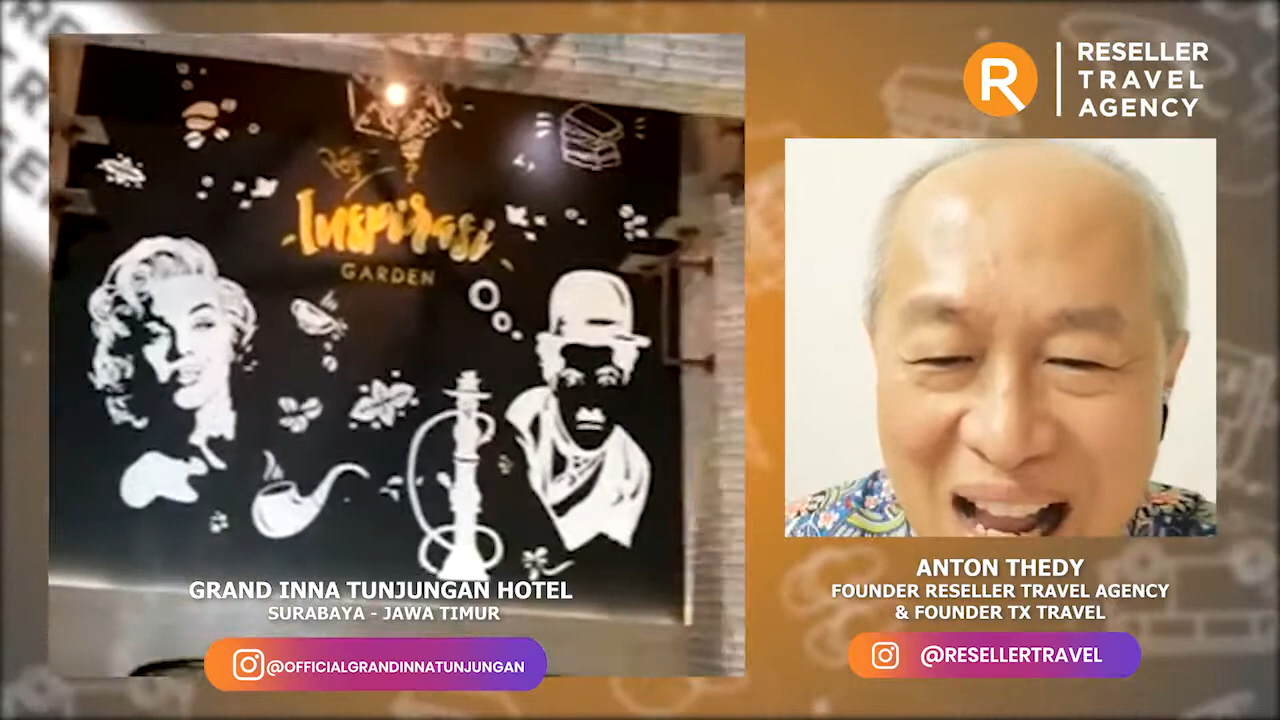 Inspirasi
GARDEN
GRAND INNA TUNJUNGAN HOTEL
SURABAYA - JAWA TIMUR
@OFFICIALGRANDINNATUNJUNGAN
R
RESELLER
TRAVEL
AGENCY
ANTON THEDY
FOUNDER RESELLER TRAVEL AGENCY
& FOUNDER TX TRAVEL
@RESELLERTRAVEL